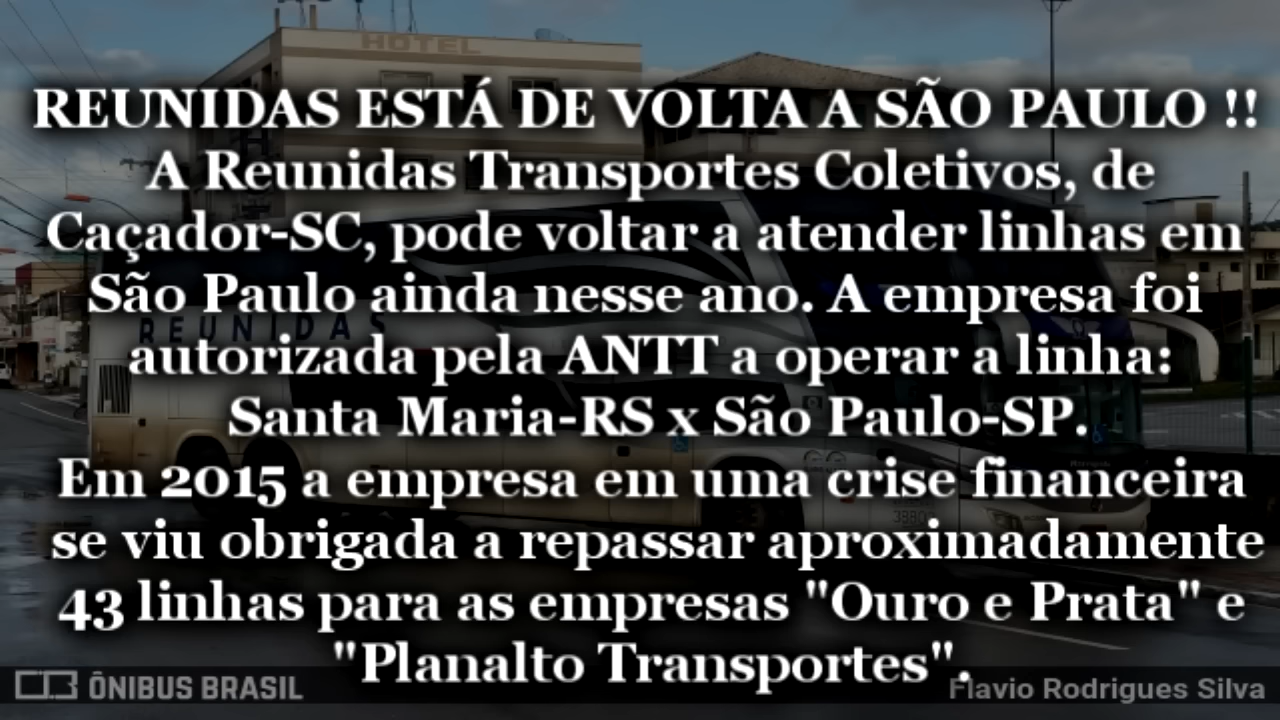 HOTEL
REUNIDAS ESTÁ DE VOLTA A SÃO PAULO !!
A Reunidas Transportes Coletivos, de
Caçador-SC, pode voltar a atender linhas em
São Paulo ainda nesse ano. A empresa foi
REUNIDAS
autorizada pela ANTT a operar a linha:
Santa Maria-RS x São Paulo-SP.
Em 2015 a empresa em uma crise financeira
se viu obrigada a repassar aproximadamente
43 linhas para as empresas "Ouro e Prata" e
"Planalto Transportes".
ÔNIBUS BRASIL
Flavio Rodrigues Silva